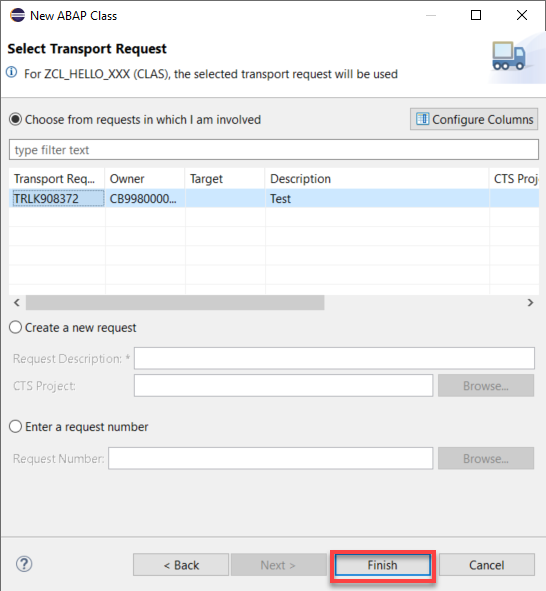 New ABAP Class
Select Transport Request
For ZCL_HELLO_XXX (CLAS), the selected transport request will be used
Choose from requests in which I am involved
Configure Columns
type filter text
Transport Req... Owner Target Description CTS Proj
TRLK908372 CB9980000... Test
Create a new request
Request Description: *
CTS Project: Browse...
Enter a request number
Request Number: Browse...
? < Back Next > Finish Cancel